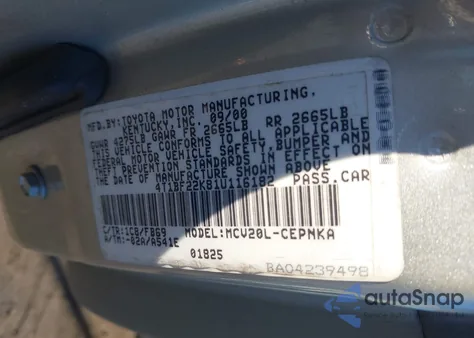 MFD.BY:TOYOTA MOTOR MANUFACTURING,
KENTUCKY,INC. 09/00
GVWR 4275LB GAWR FR 2665LB RR 2665LB
THIS VEHICLE CONFORMS TO ALL APPLICABLE
FEDERAL MOTOR VEHICLE SAFETY,BUMPER, AND
THEFT PREVENTION STANDARDS IN EFFECT ON
THE DATE OF MANUFACTURE SHOWN ABOVE.
4T1BF22K81U116182 PASS.CAR
C/TR:1C8/FB69 MODEL:MCV20L-CEPNKA
A/TM:-02A/A541E
01825
BA04239498
autoSnap